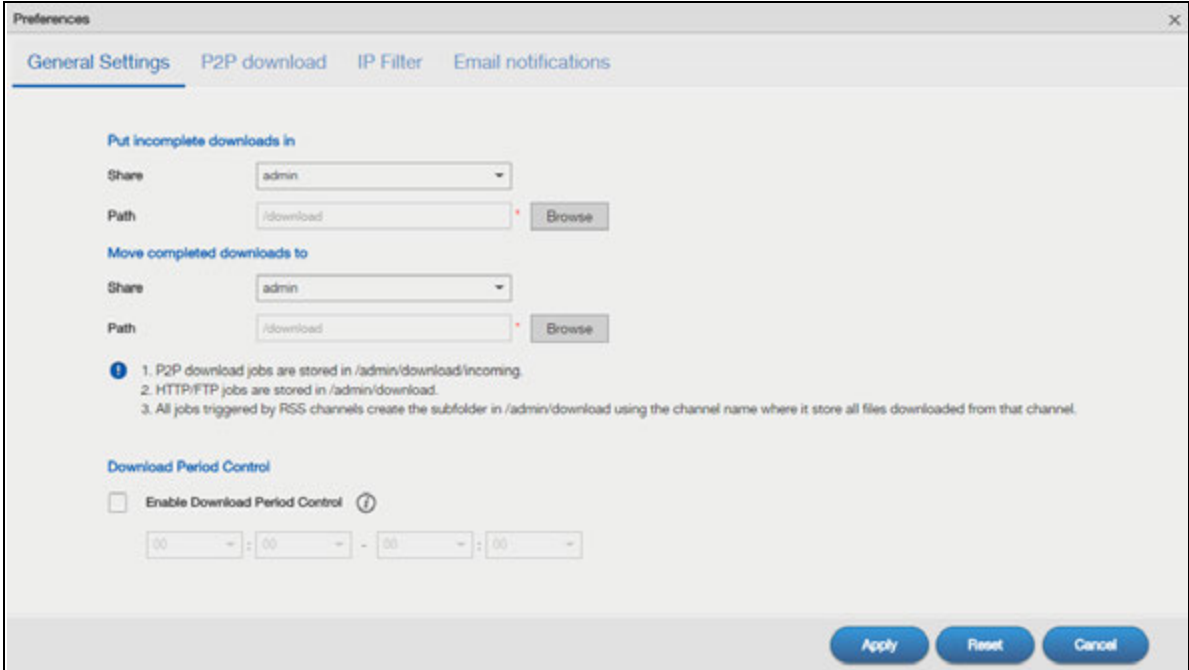 Preferences
General Settings P2P download IP Filter Email notifications
Put incomplete downloads in
Share admin
Path /download * Browse
Move completed downloads to
Share admin
Path /download * Browse
1. P2P download jobs are stored in /admin/download/incoming.
2. HTTP/FTP jobs are stored in /admin/download.
3. All jobs triggered by RSS channels create the subfolder in /admin/download using the channel name where it store all files downloaded from that channel.
Download Period Control
Enable Download Period Control i
00 : 00 - 00 : 00
Apply Reset Cancel